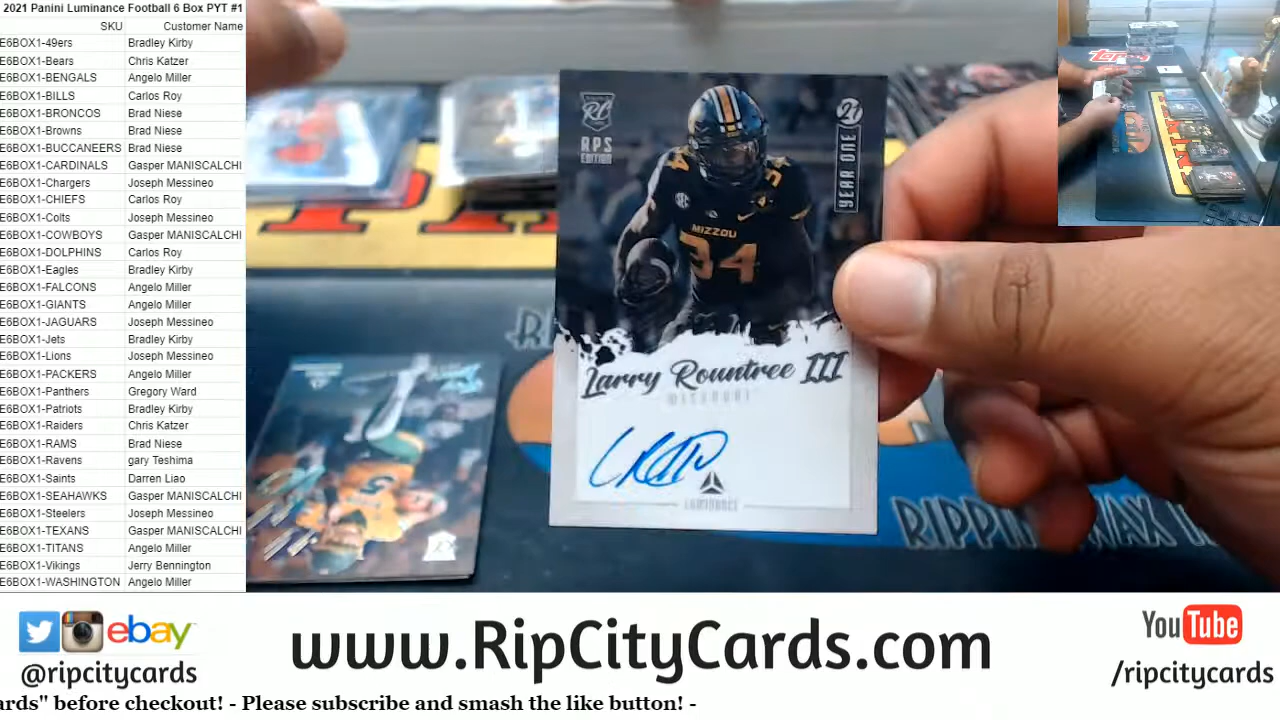 2021 Panini Luminance Football 6 Box PYT #1
SKU Customer Name
E6BOX1-49ers Bradley Kirby
E6BOX1-Bears Chris Katzer
E6BOX1-BENGALS Angelo Miller
E6BOX1-BILLS Carlos Roy
E6BOX1-BRONCOS Brad Niese
E6BOX1-Browns Brad Niese
E6BOX1-BUCCANEERS Brad Niese
E6BOX1-CARDINALS Gasper MANISCALCHI
E6BOX1-Chargers Joseph Messineo
E6BOX1-CHIEFS Carlos Roy
E6BOX1-Colts Joseph Messineo
E6BOX1-COWBOYS Gasper MANISCALCHI
E6BOX1-DOLPHINS Carlos Roy
E6BOX1-Eagles Bradley Kirby
E6BOX1-FALCONS Angelo Miller
E6BOX1-GIANTS Angelo Miller
E6BOX1-JAGUARS Joseph Messineo
E6BOX1-Jets Bradley Kirby
E6BOX1-Lions Joseph Messineo
E6BOX1-PACKERS Angelo Miller
E6BOX1-Panthers Gregory Ward
E6BOX1-Patriots Bradley Kirby
E6BOX1-Raiders Chris Katzer
E6BOX1-RAMS Brad Niese
E6BOX1-Ravens gary Teshima
E6BOX1-Saints Darren Liao
E6BOX1-SEAHAWKS Gasper MANISCALCHI
E6BOX1-Steelers Joseph Messineo
E6BOX1-TEXANS Gasper MANISCALCHI
E6BOX1-TITANS Angelo Miller
E6BOX1-Vikings Jerry Bennington
E6BOX1-WASHINGTON Angelo Miller
RC
RPS
EDITION
21
YEAR ONE
34
SEC
MIZZOU
34
Larry Rountree III
MISSOURI
LUMINANCE
Topps
RIPPIN WAX
ebay
@ripcitycards
www.RipCityCards.com
YouTube
/ripcitycards
ards" before checkout! - Please subscribe and smash the like button! -